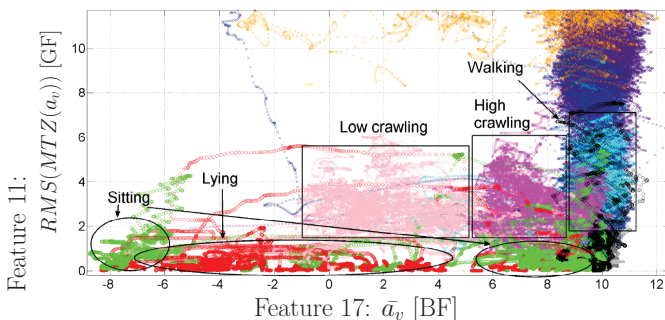 Feature 11:
RMS(MTZ(a_v)) [GF]
10
8
6
4
2
0
Walking
High
crawling
Low crawling
Lying
Sitting
-8 -6 -4 -2 0 2 4 6 8 10 12
Feature 17: ā_v [BF]